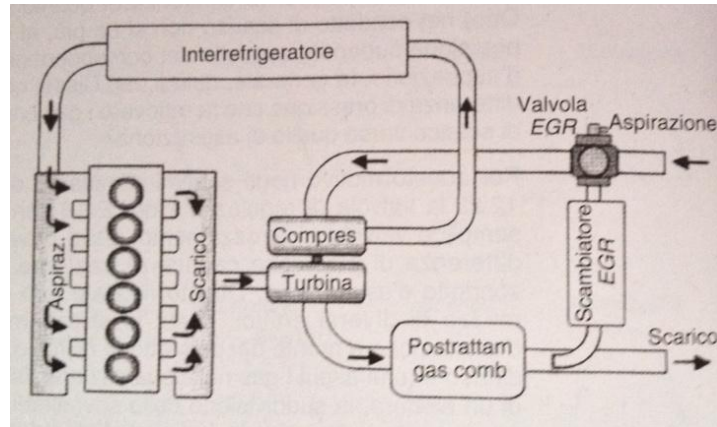 Interrefrigeratore
Valvola
EGR
Aspirazione
Compres
Turbina
Aspiraz.
Scarico
Scambiatore
EGR
Postrattam
gas comb
Scarico